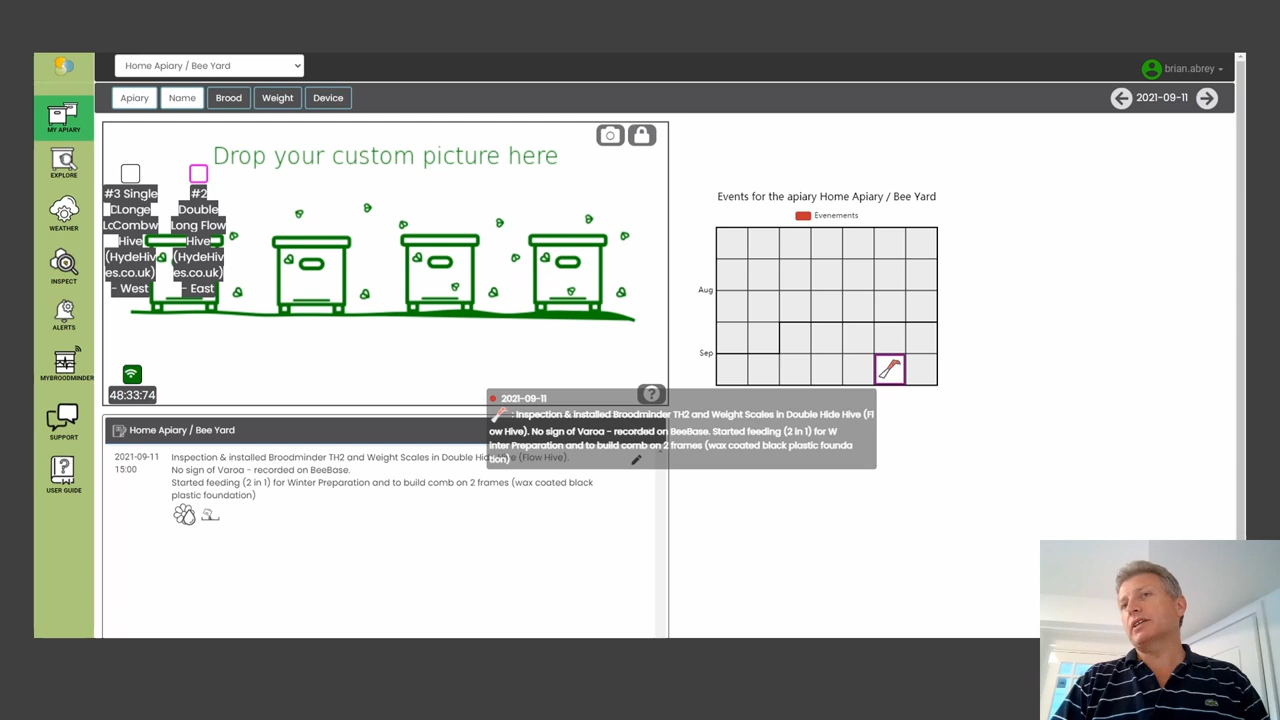 Home Apiary / Bee Yard
brian.abrey
Apiary
Name
Brood
Weight
Device
2021-09-11
MY APIARY
EXPLORE
WEATHER
INSPECT
ALERTS
MYBROODMINDER
SUPPORT
USER GUIDE
Drop your custom picture here
#3 Single
Longe
Combw
Hive
(HydeHiv
es.co.uk)
- West
#2
Double
Long Flow
Hive
(HydeHiv
es.co.uk)
- East
48:33:74
?
Events for the apiary Home Apiary / Bee Yard
Evenements
Aug
Sep
2021-09-11
: Inspection & installed Broodminder TH2 and Weight Scales in Double Hide Hive (Fl
ow Hive). No sign of Varoa - recorded on BeeBase. Started feeding (2 in 1) for W
inter Preparation and to build comb on 2 frames (wax coated black plastic founda
tion)
Home Apiary / Bee Yard
2021-09-11
15:00
Inspection & installed Broodminder TH2 and Weight Scales in Double Hide Hive (Flow Hive).
No sign of Varoa - recorded on BeeBase.
Started feeding (2 in 1) for Winter Preparation and to build comb on 2 frames (wax coated black
plastic foundation)